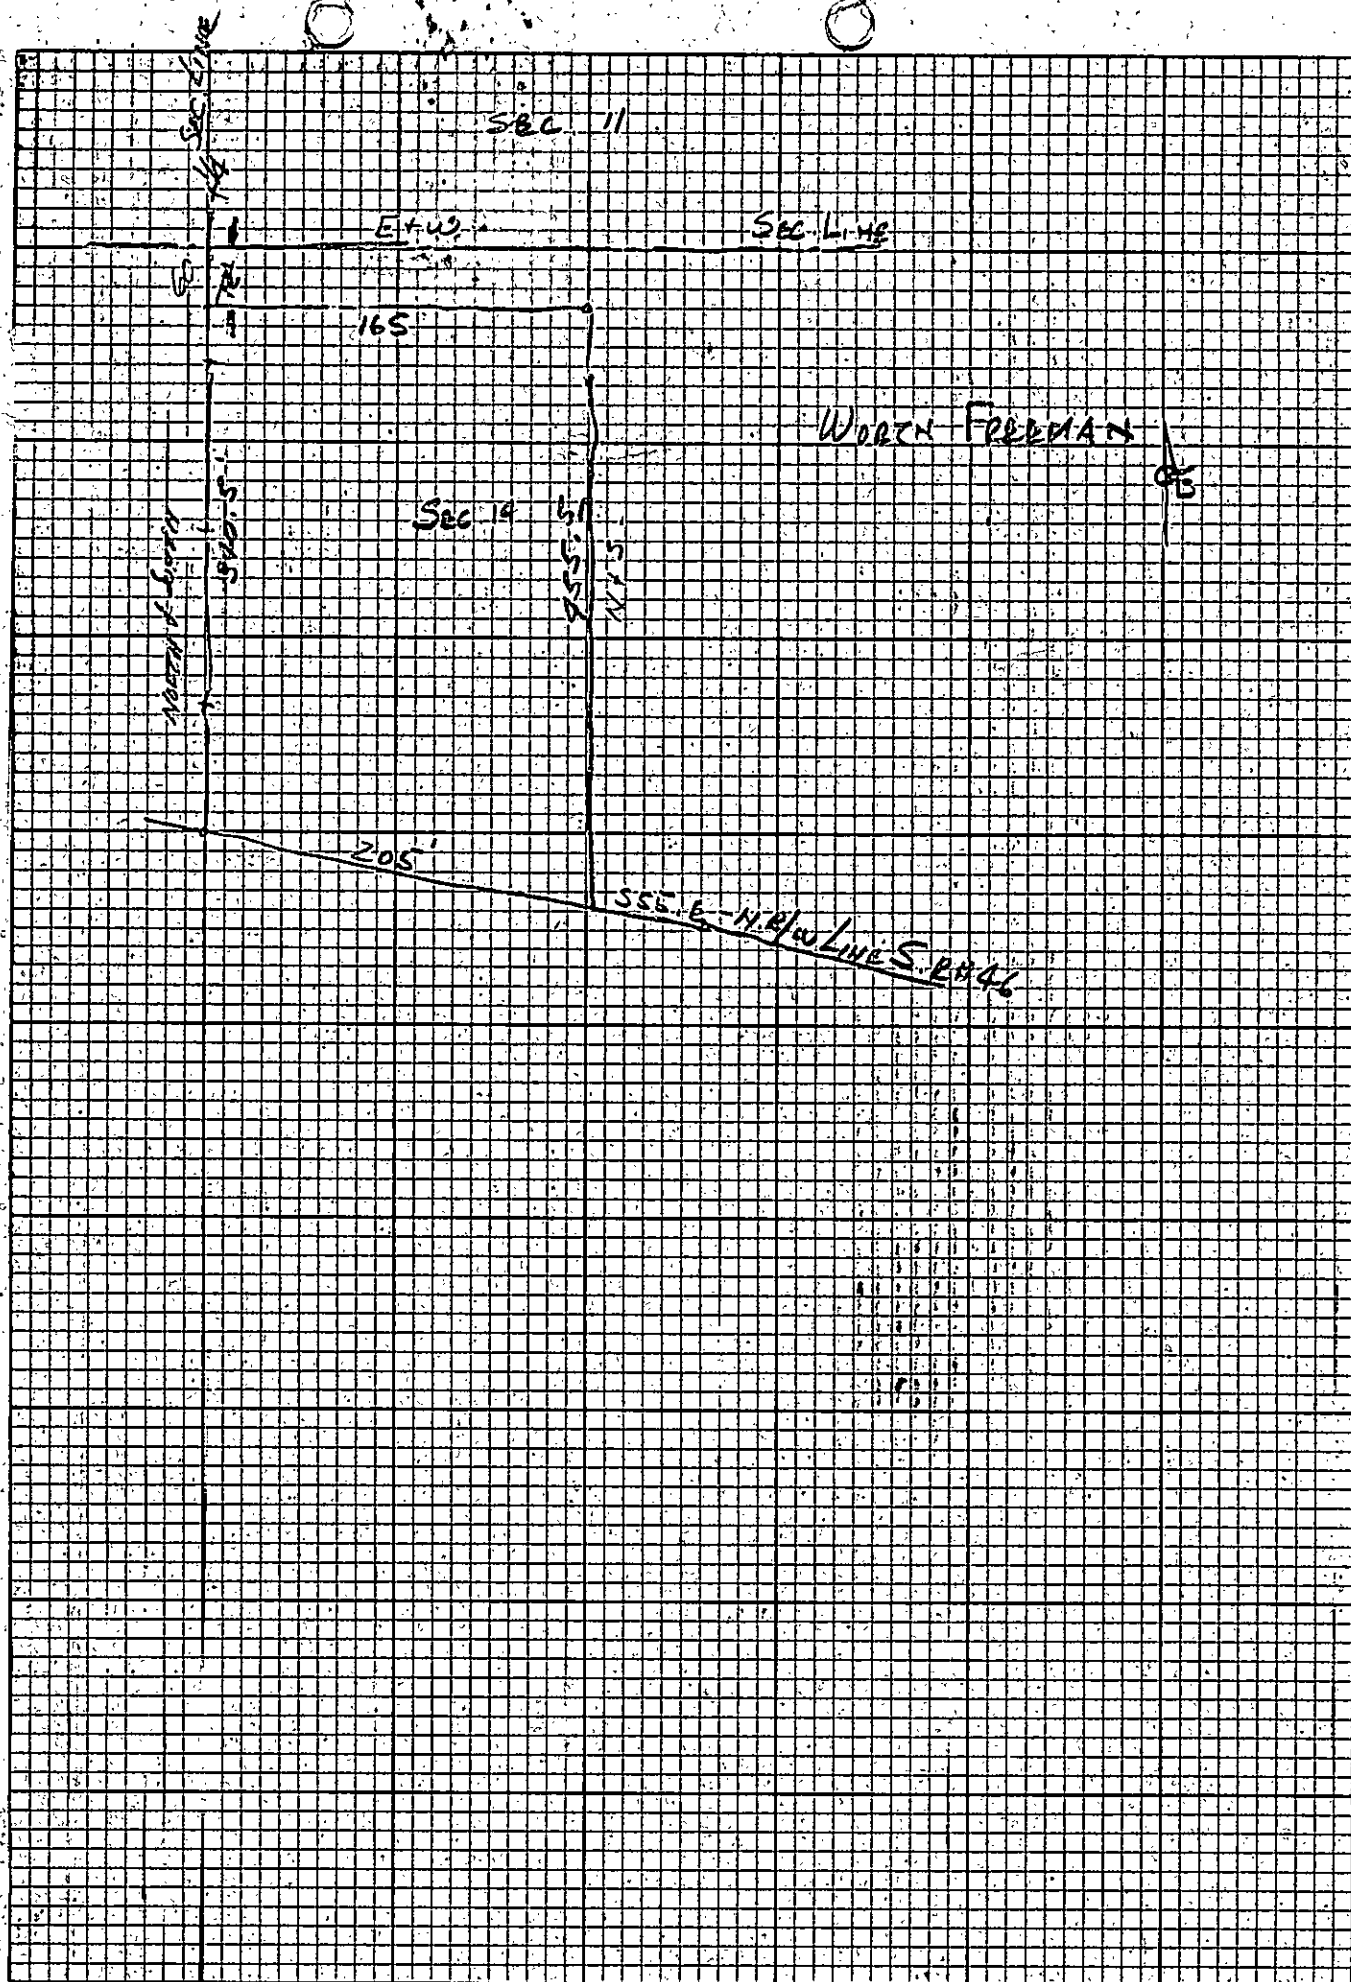 1/4 SEC LINE
SEC 11
E + W SEC. LINE
165
WORTH FREEMAN
SEC 14
N + S
NORTH & SOUTH
205'
S55 E - N.R/W LINE S.R#46